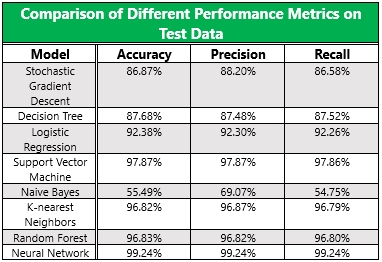 Comparison of Different Performance Metrics on
Test Data
Model Accuracy Precision Recall
Stochastic 86.87% 88.20% 86.58%
Gradient
Descent
Decision Tree 87.68% 87.48% 87.52%
Logistic 92.38% 92.30% 92.26%
Regression
Support Vector 97.87% 97.87% 97.86%
Machine
Naive Bayes 55.49% 69.07% 54.75%
K-nearest 96.82% 96.87% 96.79%
Neighbors
Random Forest 96.83% 96.82% 96.80%
Neural Network 99.24% 99.24% 99.24%